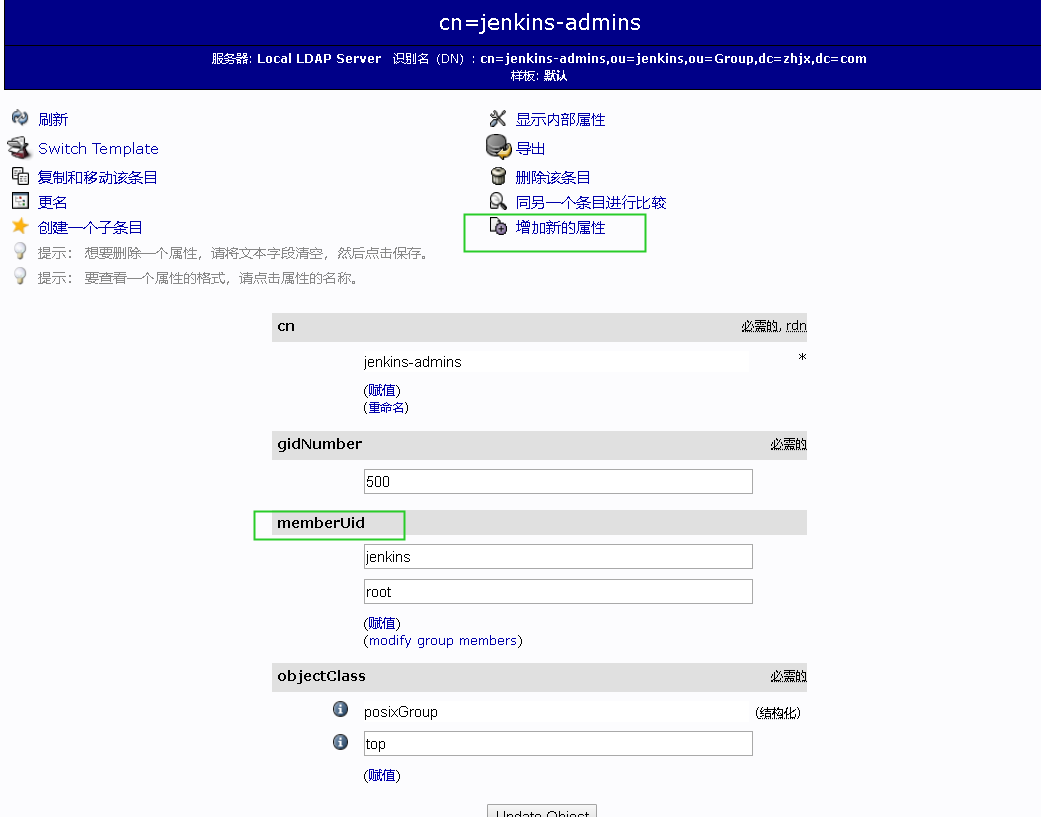 cn=jenkins-admins
服务器: Local LDAP Server 识别名（DN）: cn=jenkins-admins,ou=jenkins,ou=Group,dc=zhjx,dc=com
样板: 默认
刷新
显示内部属性
Switch Template
导出
复制和移动该条目
删除该条目
更名
同另一个条目进行比较
创建一个子条目
增加新的属性
提示： 想要删除一个属性，请将文本字段清空，然后点击保存。
提示： 要查看一个属性的格式，请点击属性的名称。
cn 必需的, rdn
jenkins-admins *
(赋值)
(重命名)
gidNumber 必需的
500
memberUid
jenkins
root
(赋值)
(modify group members)
objectClass 必需的
posixGroup (结构化)
top
(赋值)
Update Object